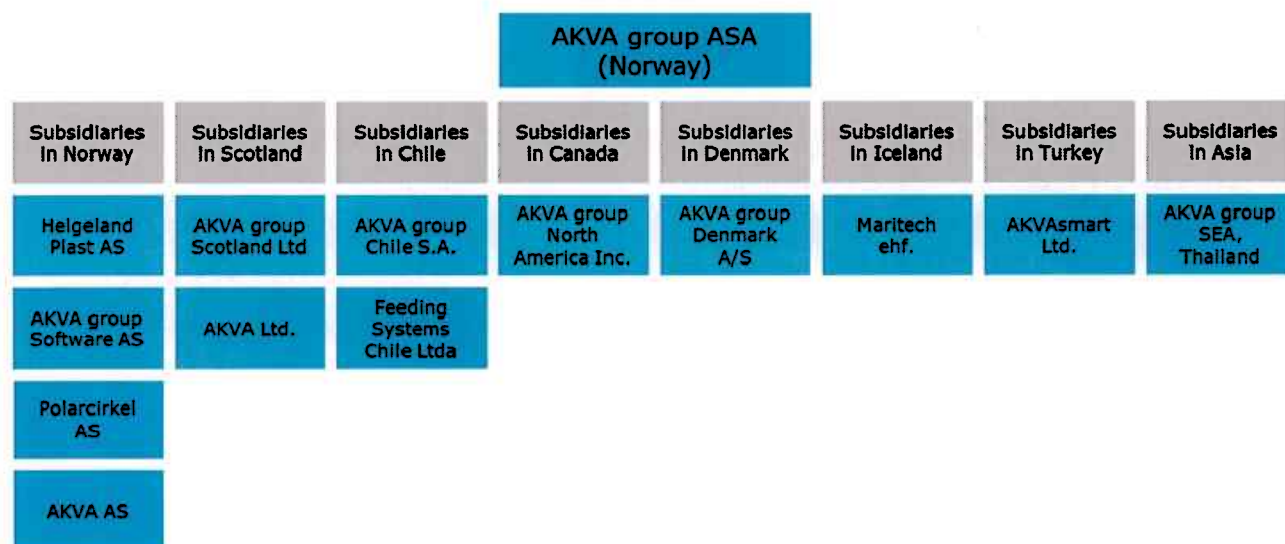 AKVA group ASA
(Norway)
Subsidiaries
in Norway
Subsidiaries
in Scotland
Subsidiaries
in Chile
Subsidiaries
in Canada
Subsidiaries
in Denmark
Subsidiaries
in Iceland
Subsidiaries
in Turkey
Subsidiaries
in Asia
Helgeland
Plast AS
AKVA group
Scotland Ltd
AKVA group
Chile S.A.
AKVA group
North
America Inc.
AKVA group
Denmark
A/S
Maritech
ehf.
AKVAsmart
Ltd.
AKVA group
SEA,
Thailand
AKVA group
Software AS
AKVA Ltd.
Feeding
Systems
Chile Ltda
Polarcirkel
AS
AKVA AS